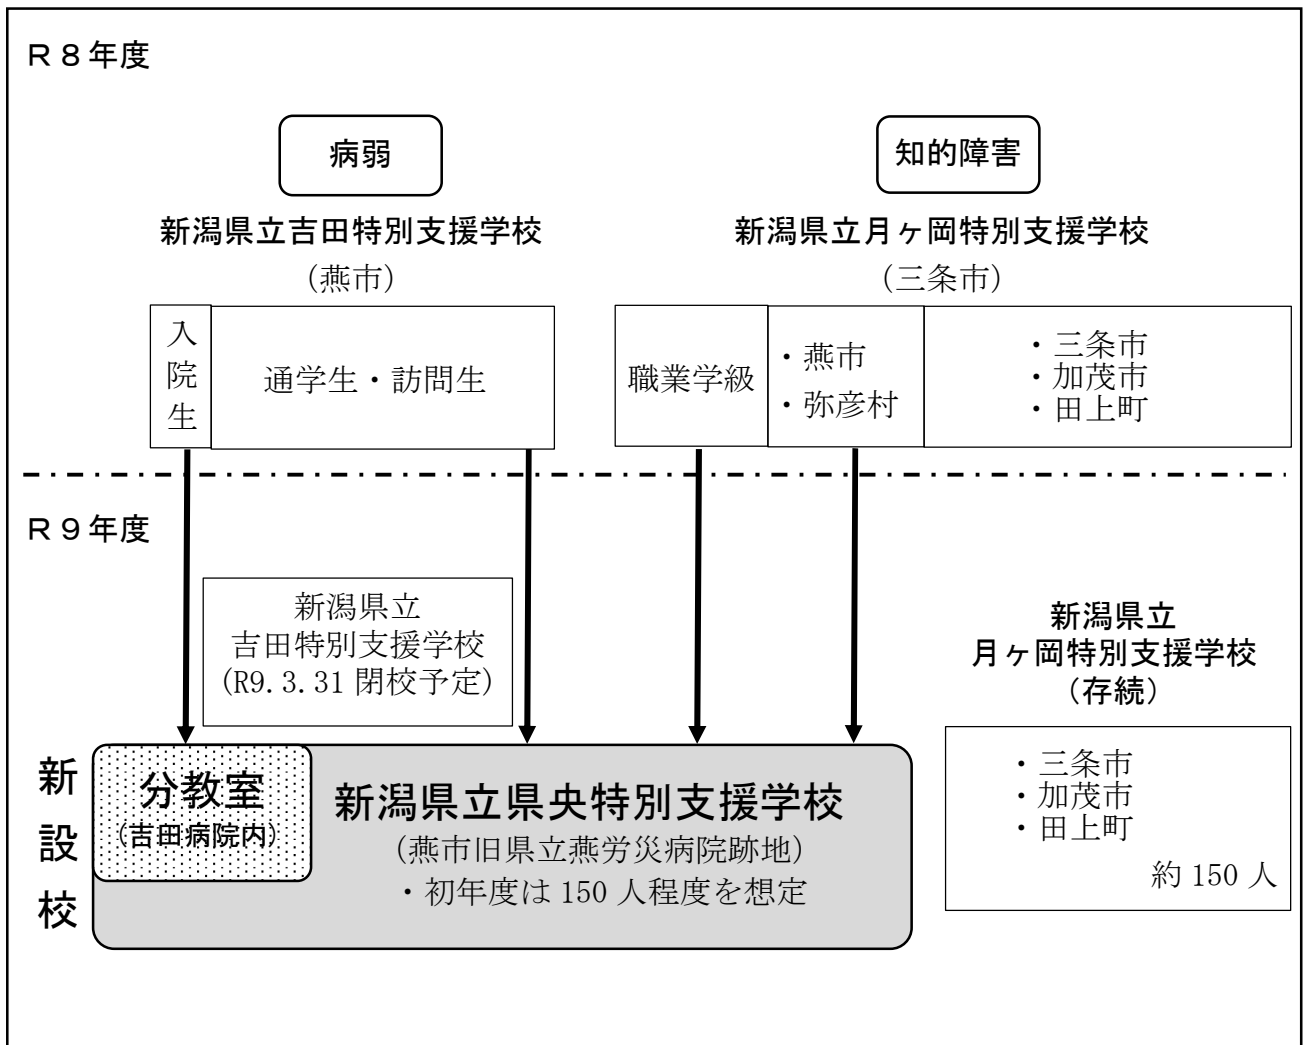 Ｒ８年度
病弱
知的障害
新潟県立吉田特別支援学校
（燕市）
新潟県立月ヶ岡特別支援学校
（三条市）
入院生
通学生・訪問生
職業学級
・燕市
・弥彦村
・三条市
・加茂市
・田上町
Ｒ９年度
新潟県立
吉田特別支援学校
(R9.3.31 閉校予定)
新潟県立
月ヶ岡特別支援学校
（存続）
新設校
分教室
(吉田病院内)
新潟県立県央特別支援学校
（燕市旧県立燕労災病院跡地）
・初年度は 150 人程度を想定
・三条市
・加茂市
・田上町
約 150 人